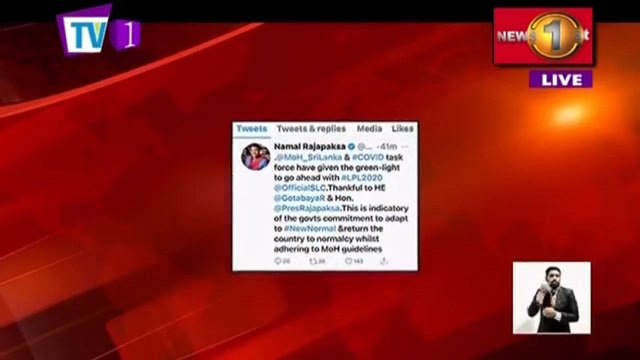 TV 1
NEWS 1st
LIVE
Tweets Tweets & replies Media Likes
Namal Rajapaksa @... · 41m ...
.@MoH_SriLanka & #COVID task
force have given the green-light
to go ahead with #LPL2020
@OfficialSLC.Thankful to HE
@GotabayaR & Hon.
@PresRajapaksa.This is indicatory
of the govts commitment to adapt
to #NewNormal &return the
country to normalcy whilst
adhering to MoH guidelines
20 36 143